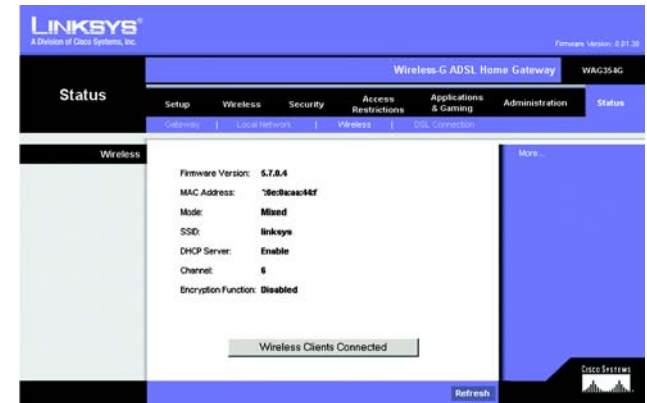 LINKSYS®
A Division of Cisco Systems, Inc.
Firmware Version: 0.01.38
Wireless-G ADSL Home Gateway WAG354G
Status
Setup Wireless Security Access Restrictions Applications & Gaming Administration Status
Gateway | Local Network | Wireless | DSL Connection
Wireless
More...
Firmware Version: 5.7.0.4
MAC Address:
Mode: Mixed
SSID: linksys
DHCP Server: Enable
Channel: 6
Encryption Function: Disabled
Wireless Clients Connected
Refresh
CISCO SYSTEMS